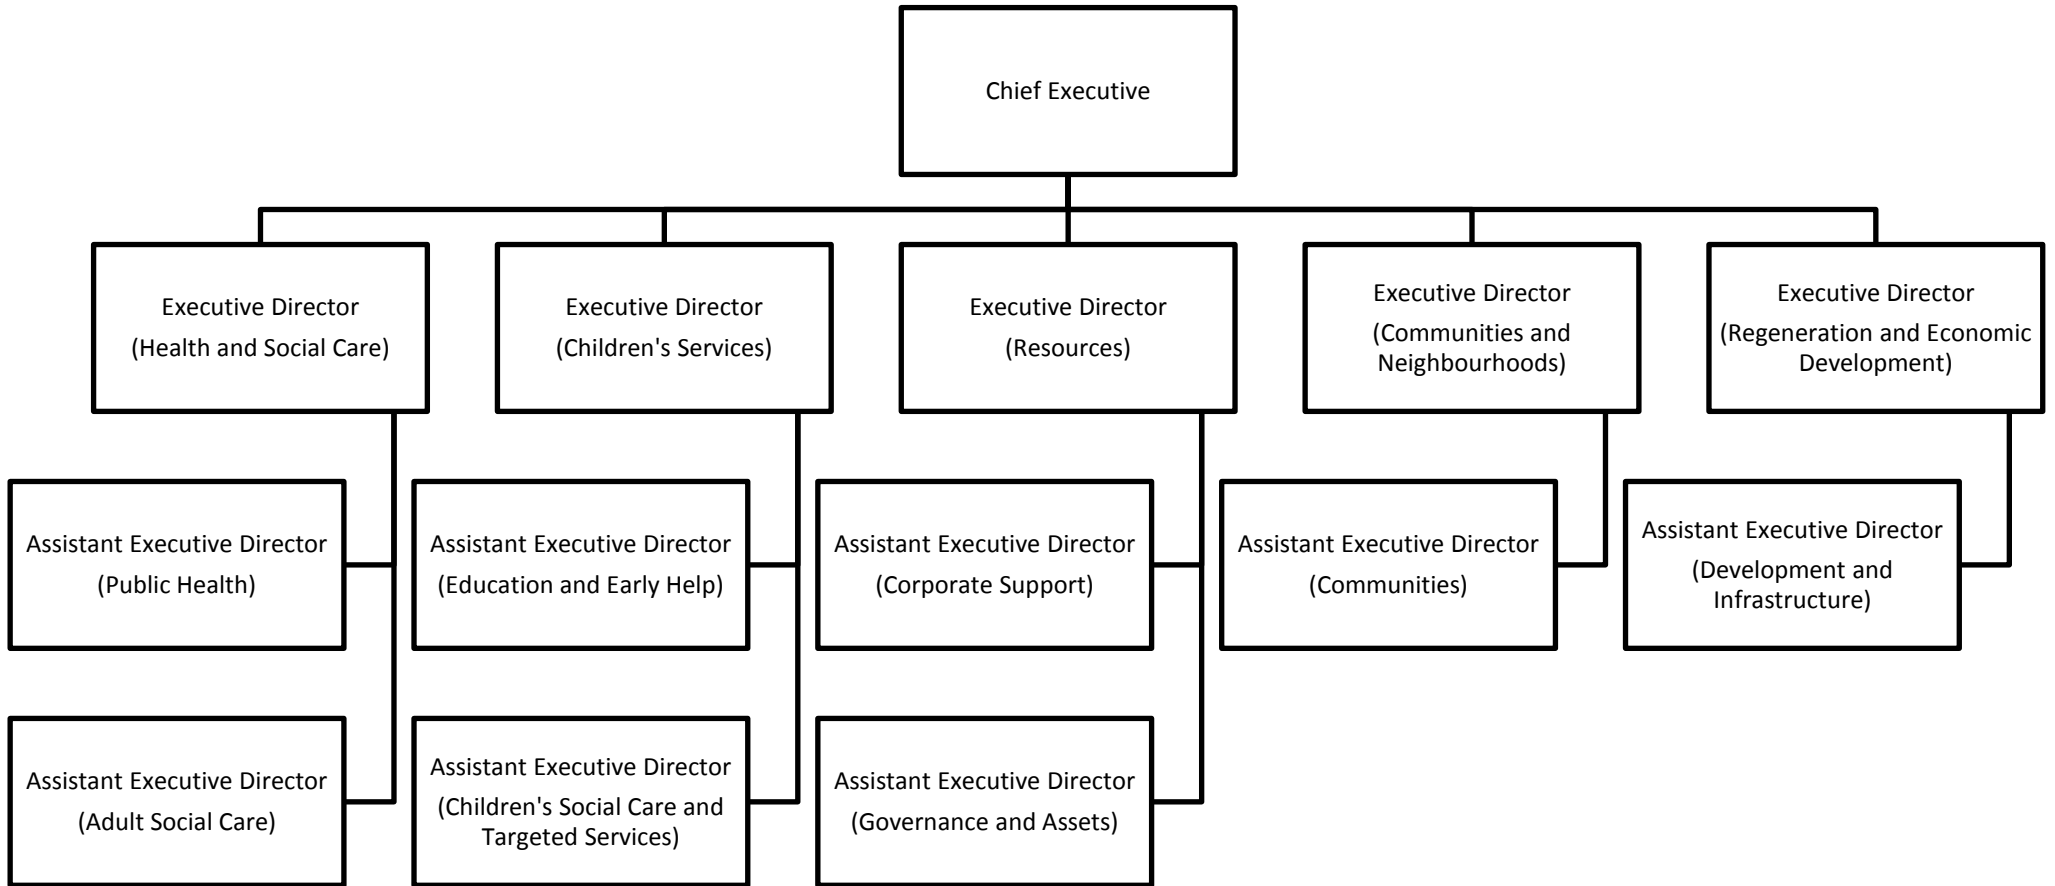 Chief Executive
Executive Director
(Health and Social Care)
Executive Director
(Children's Services)
Executive Director
(Resources)
Executive Director
(Communities and
Neighbourhoods)
Executive Director
(Regeneration and Economic
Development)
Assistant Executive Director
(Public Health)
Assistant Executive Director
(Education and Early Help)
Assistant Executive Director
(Corporate Support)
Assistant Executive Director
(Communities)
Assistant Executive Director
(Development and
Infrastructure)
Assistant Executive Director
(Adult Social Care)
Assistant Executive Director
(Children's Social Care and
Targeted Services)
Assistant Executive Director
(Governance and Assets)